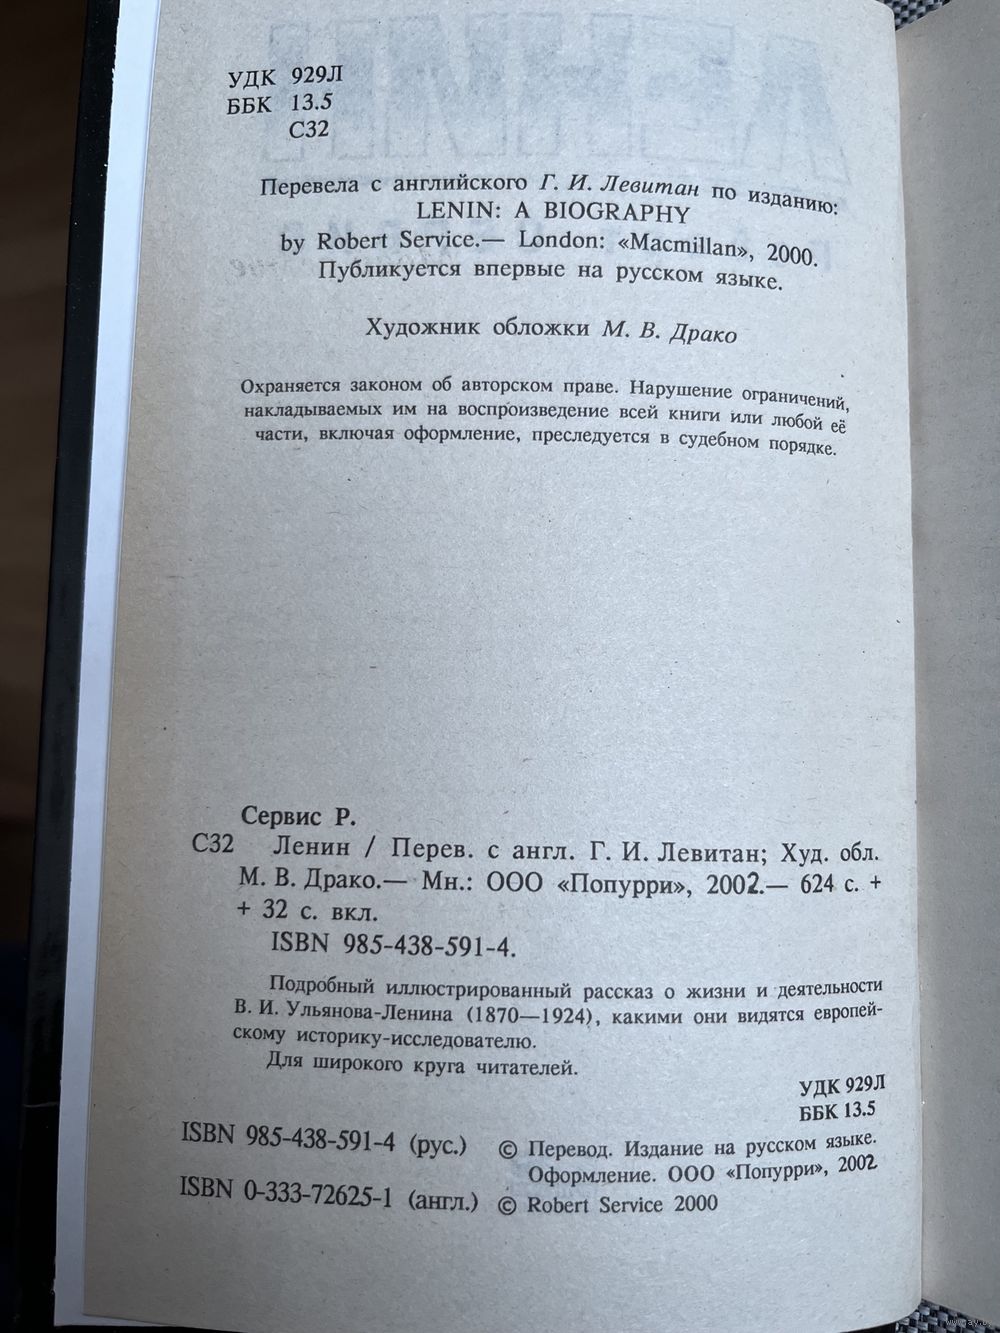 УДК 929Л
ББК 13.5
С32
Перевела с английского Г. И. Левитан по изданию:
LENIN: A BIOGRAPHY
by Robert Service.— London: «Macmillan», 2000.
Публикуется впервые на русском языке.
Художник обложки М. В. Драко
Охраняется законом об авторском праве. Нарушение ограничений,
накладываемых им на воспроизведение всей книги или любой её
части, включая оформление, преследуется в судебном порядке.
Сервис Р.
С32 Ленин / Перев. с англ. Г. И. Левитан; Худ. обл.
М. В. Драко.— Мн.: ООО «Попурри», 2002.— 624 с. +
+ 32 с. вкл.
ISBN 985-438-591-4.
Подробный иллюстрированный рассказ о жизни и деятельности
В. И. Ульянова-Ленина (1870—1924), какими они видятся европей-
скому историку-исследователю.
Для широкого круга читателей.
УДК 929Л
ББК 13.5
ISBN 985-438-591-4 (рус.) © Перевод. Издание на русском языке.
Оформление. ООО «Попурри», 2002
ISBN 0-333-72625-1 (англ.) © Robert Service 2000